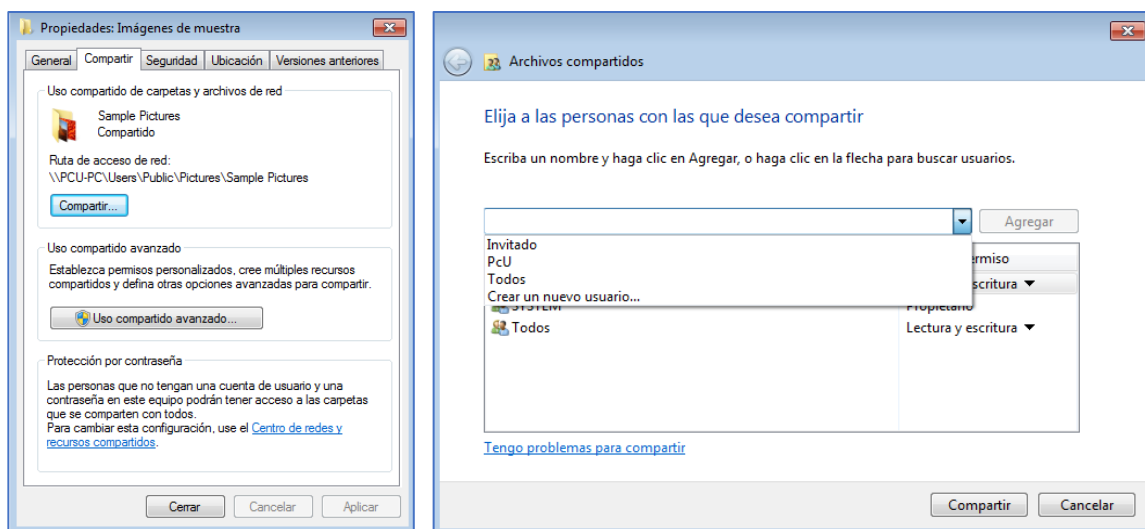 Propiedades: Imágenes de muestra
General Compartir Seguridad Ubicación Versiones anteriores
Uso compartido de carpetas y archivos de red
Sample Pictures
Compartido
Ruta de acceso de red:
\\PCU-PC\Users\Public\Pictures\Sample Pictures
Compartir...
Uso compartido avanzado
Establezca permisos personalizados, cree múltiples recursos
compartidos y defina otras opciones avanzadas para compartir.
Uso compartido avanzado...
Protección por contraseña
Las personas que no tengan una cuenta de usuario y una
contraseña en este equipo podrán tener acceso a las carpetas
que se comparten con todos.
Para cambiar esta configuración, use el Centro de redes y
recursos compartidos.
Cerrar Cancelar Aplicar
Archivos compartidos
Elija a las personas con las que desea compartir
Escriba un nombre y haga clic en Agregar, o haga clic en la flecha para buscar usuarios.
Agregar
Invitado
PcU
Todos
Crear un nuevo usuario...
ermiso
scritura
SYSTEM Propietario
Todos Lectura y escritura
Tengo problemas para compartir
Compartir Cancelar